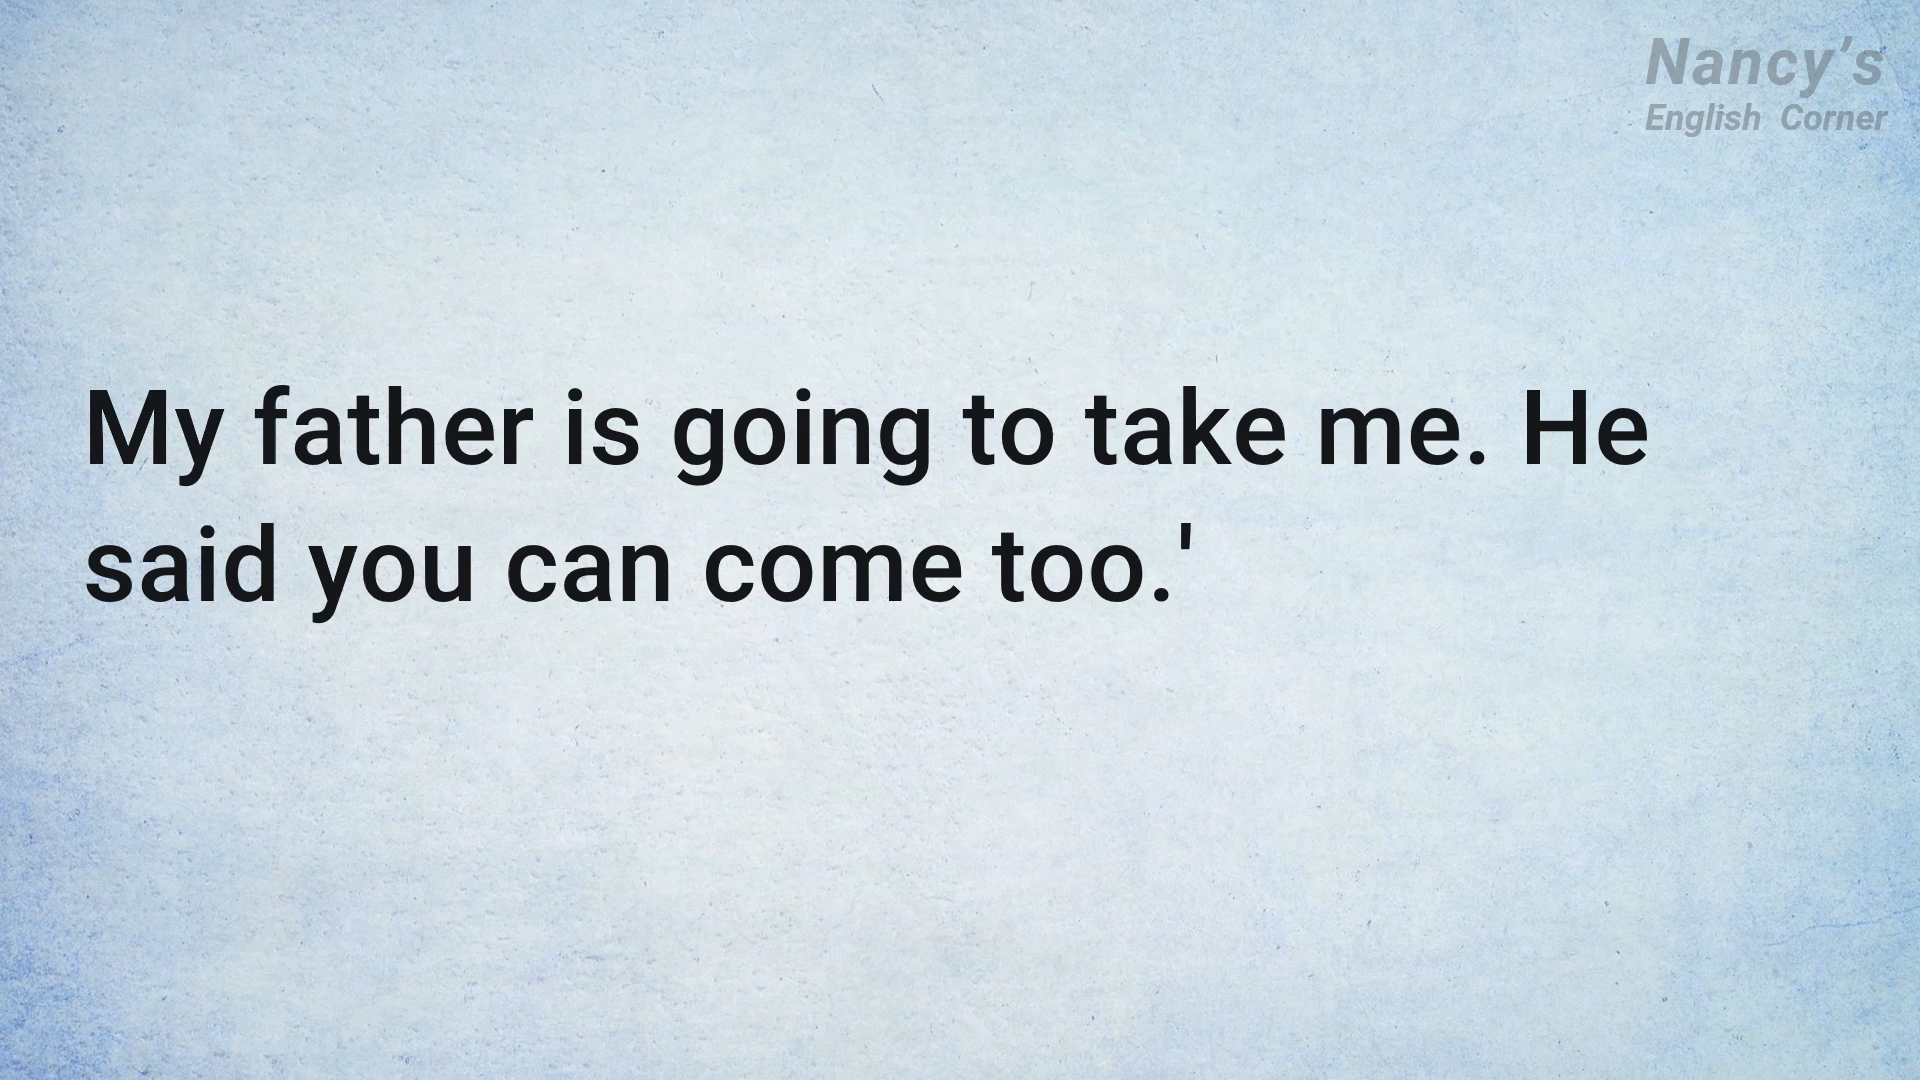 Nancy’s
English Corner
My father is going to take me. He
said you can come too.'